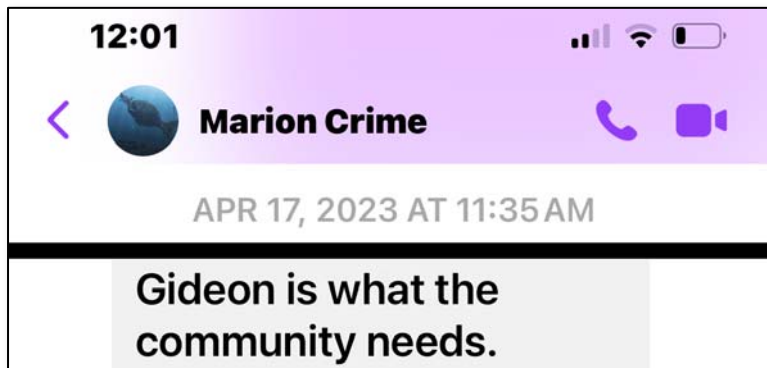 12:01
Marion Crime
APR 17, 2023 AT 11:35 AM
Gideon is what the
community needs.